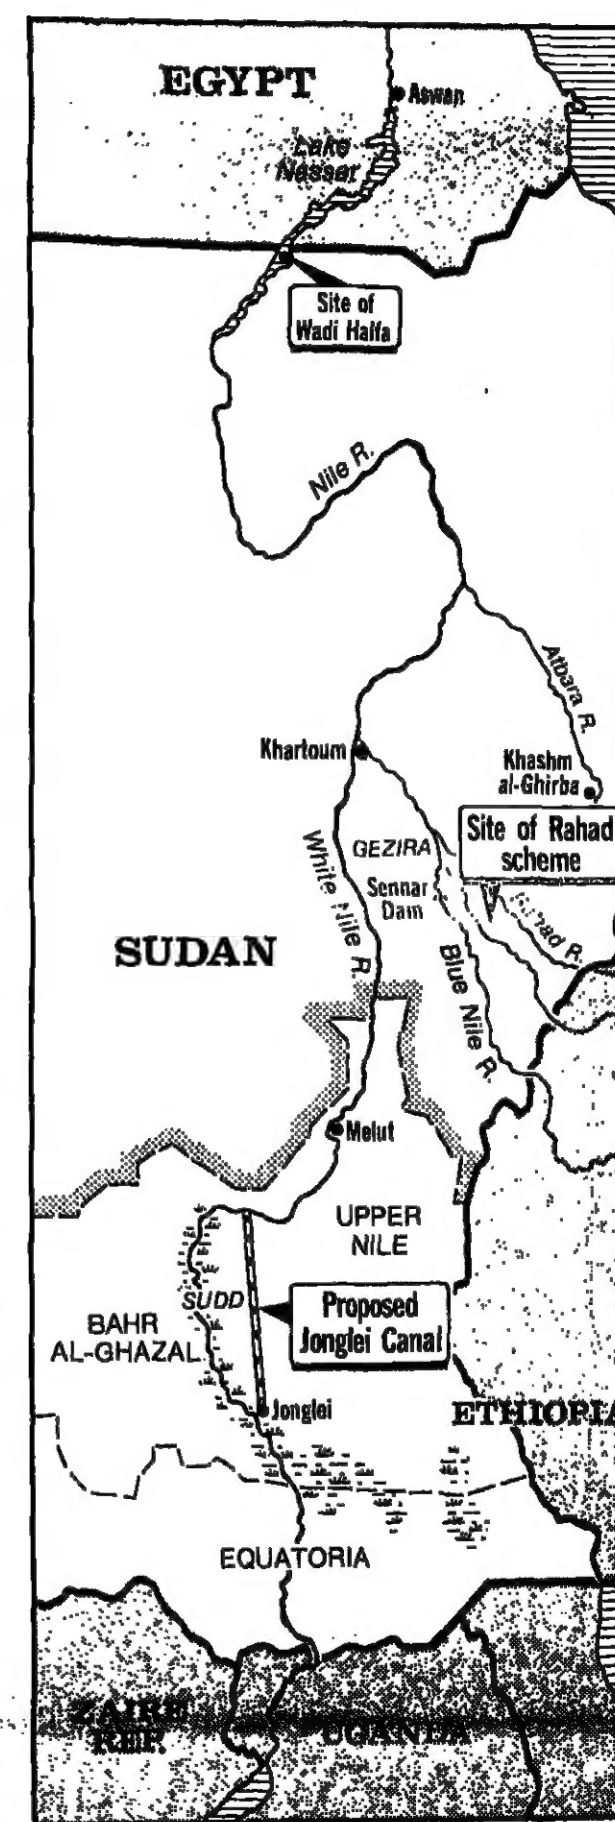 EGYPT
Aswan
Lake
Nasser
Site of
Wadi Halfa
Nile R.
Atbara R.
Khartoum
Khashm
al-Ghirba
Site of Rahad
scheme
GEZIRA
Sennar
Dam
White Nile R.
Rahad R.
Blue Nile R.
SUDAN
Melut
UPPER
NILE
SUDD
Proposed
Jonglei Canal
BAHR
AL-GHAZAL
Jonglei
ETHIOPIA
EQUATORIA
ZAIRE
REP.
UGANDA